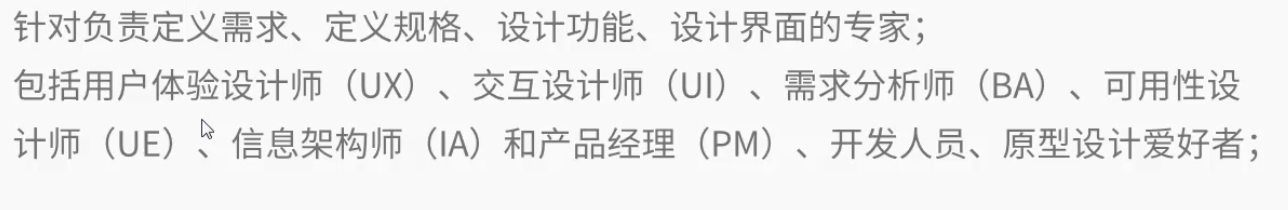 针对负责定义需求、定义规格、设计功能、设计界面的专家；
包括用户体验设计师（UX）、交互设计师（UI）、需求分析师（BA）、可用性设
计师（UE）、信息架构师（IA）和产品经理（PM）、开发人员、原型设计爱好者；